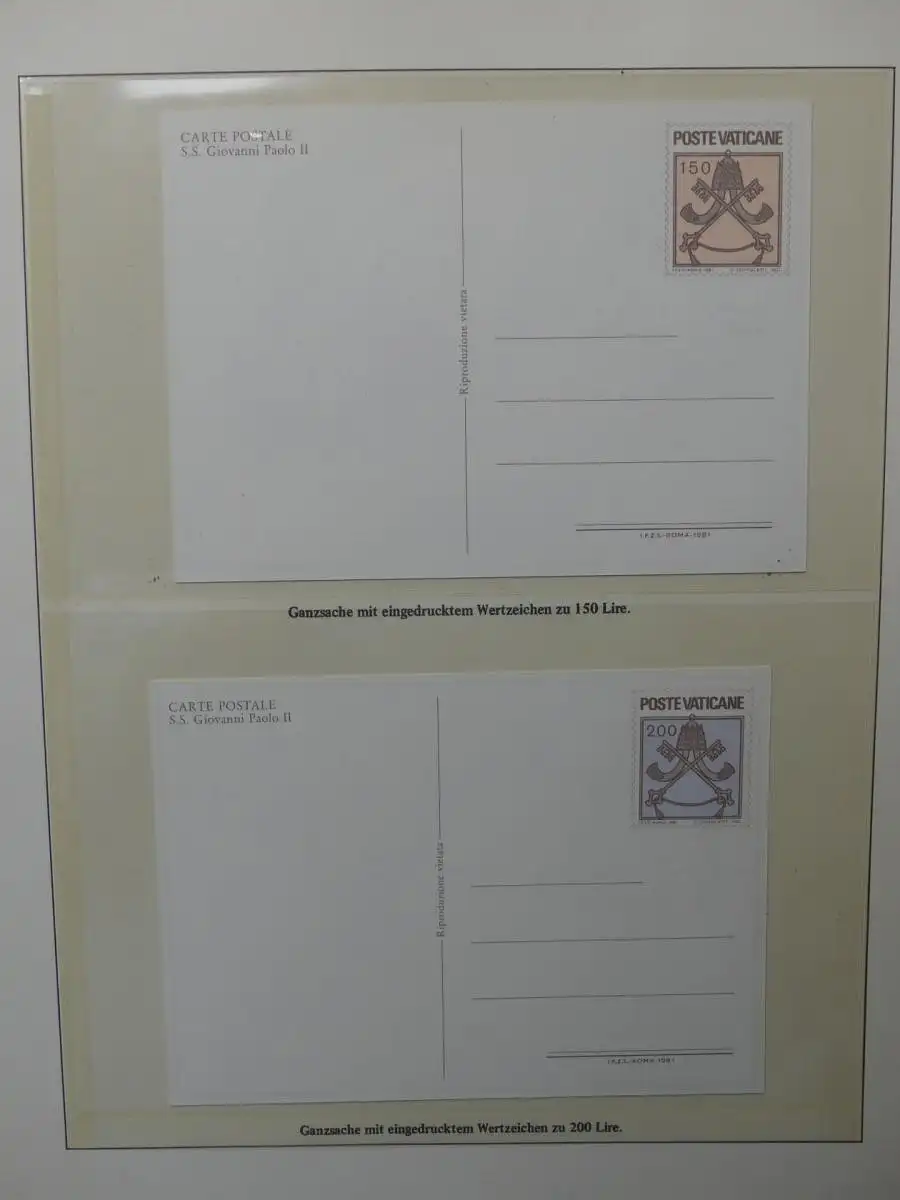 CARTE POSTALE
S.S. Giovanni Paolo II
POSTE VATICANE
150
Riproduzione vietata
I.P.Z.S.-ROMA-1981
Ganzsache mit eingedrucktem Wertzeichen zu 150 Lire.
CARTE POSTALE
S.S. Giovanni Paolo II
POSTE VATICANE
200
Riproduzione vietata
I.P.Z.S.-ROMA-1981
Ganzsache mit eingedrucktem Wertzeichen zu 200 Lire.